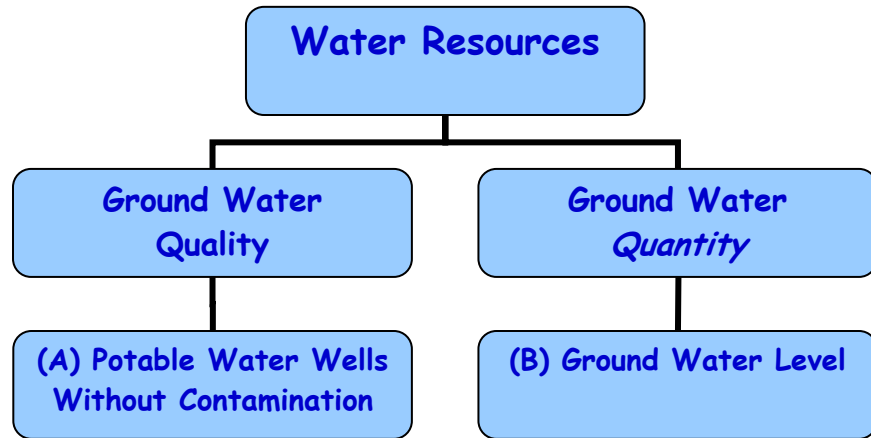 Water Resources
Ground Water
Quality
Ground Water
Quantity
(A) Potable Water Wells
Without Contamination
(B) Ground Water Level